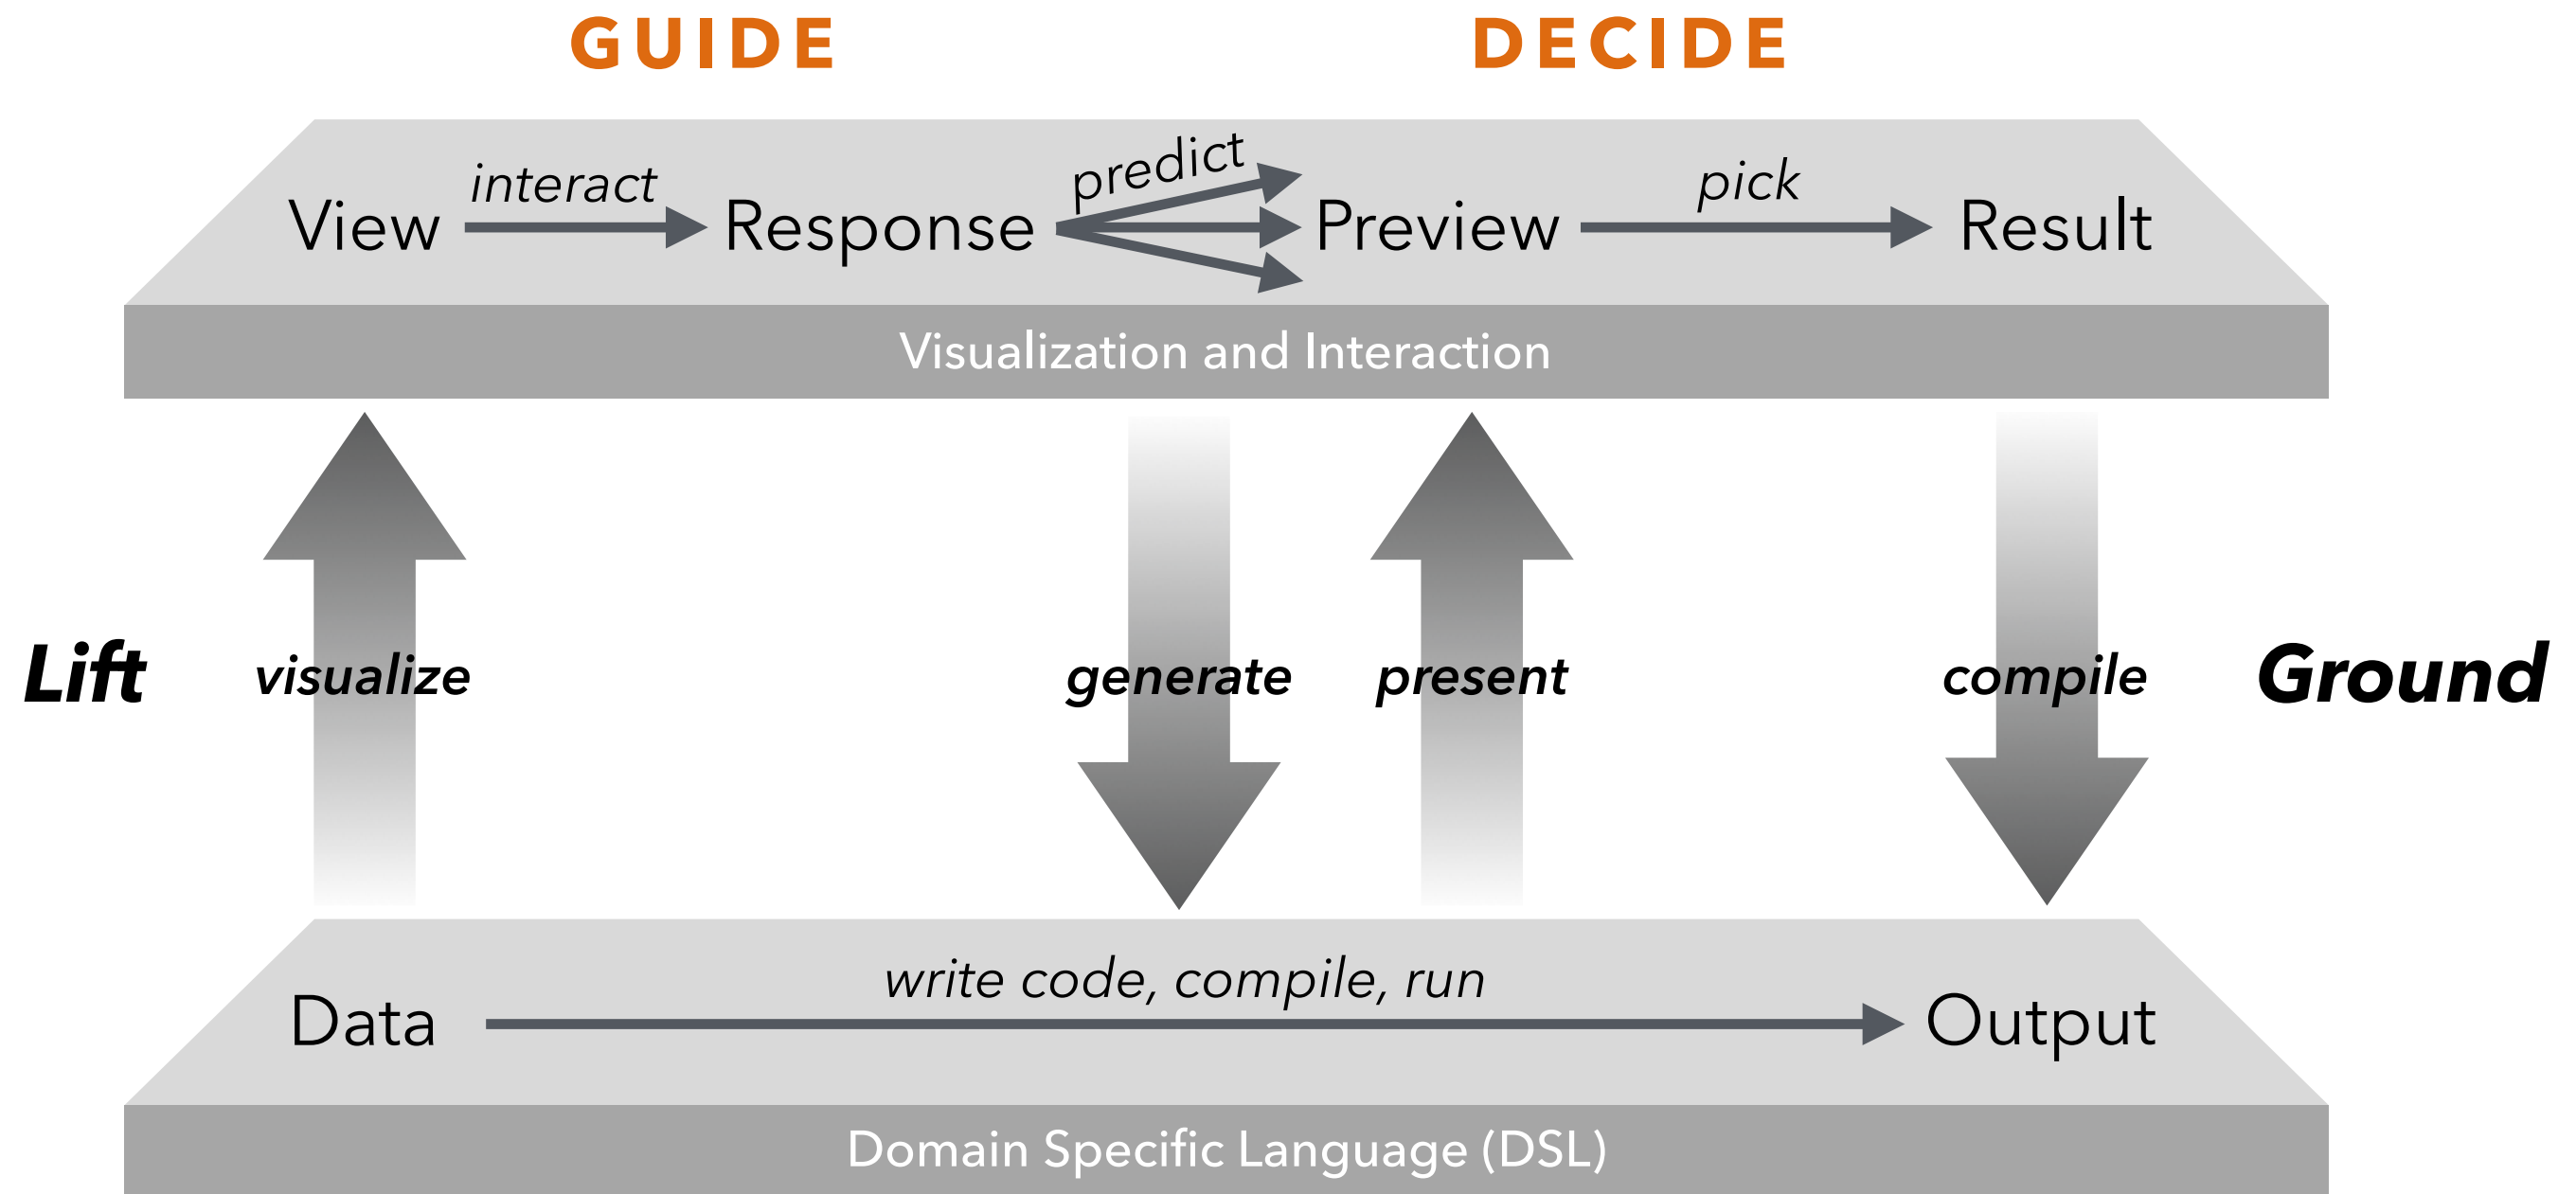 GUIDE DECIDE
View interact Response predict Preview pick Result
Visualization and Interaction
Lift visualize generate present compile Ground
write code, compile, run
Data Output
Domain Specific Language (DSL)